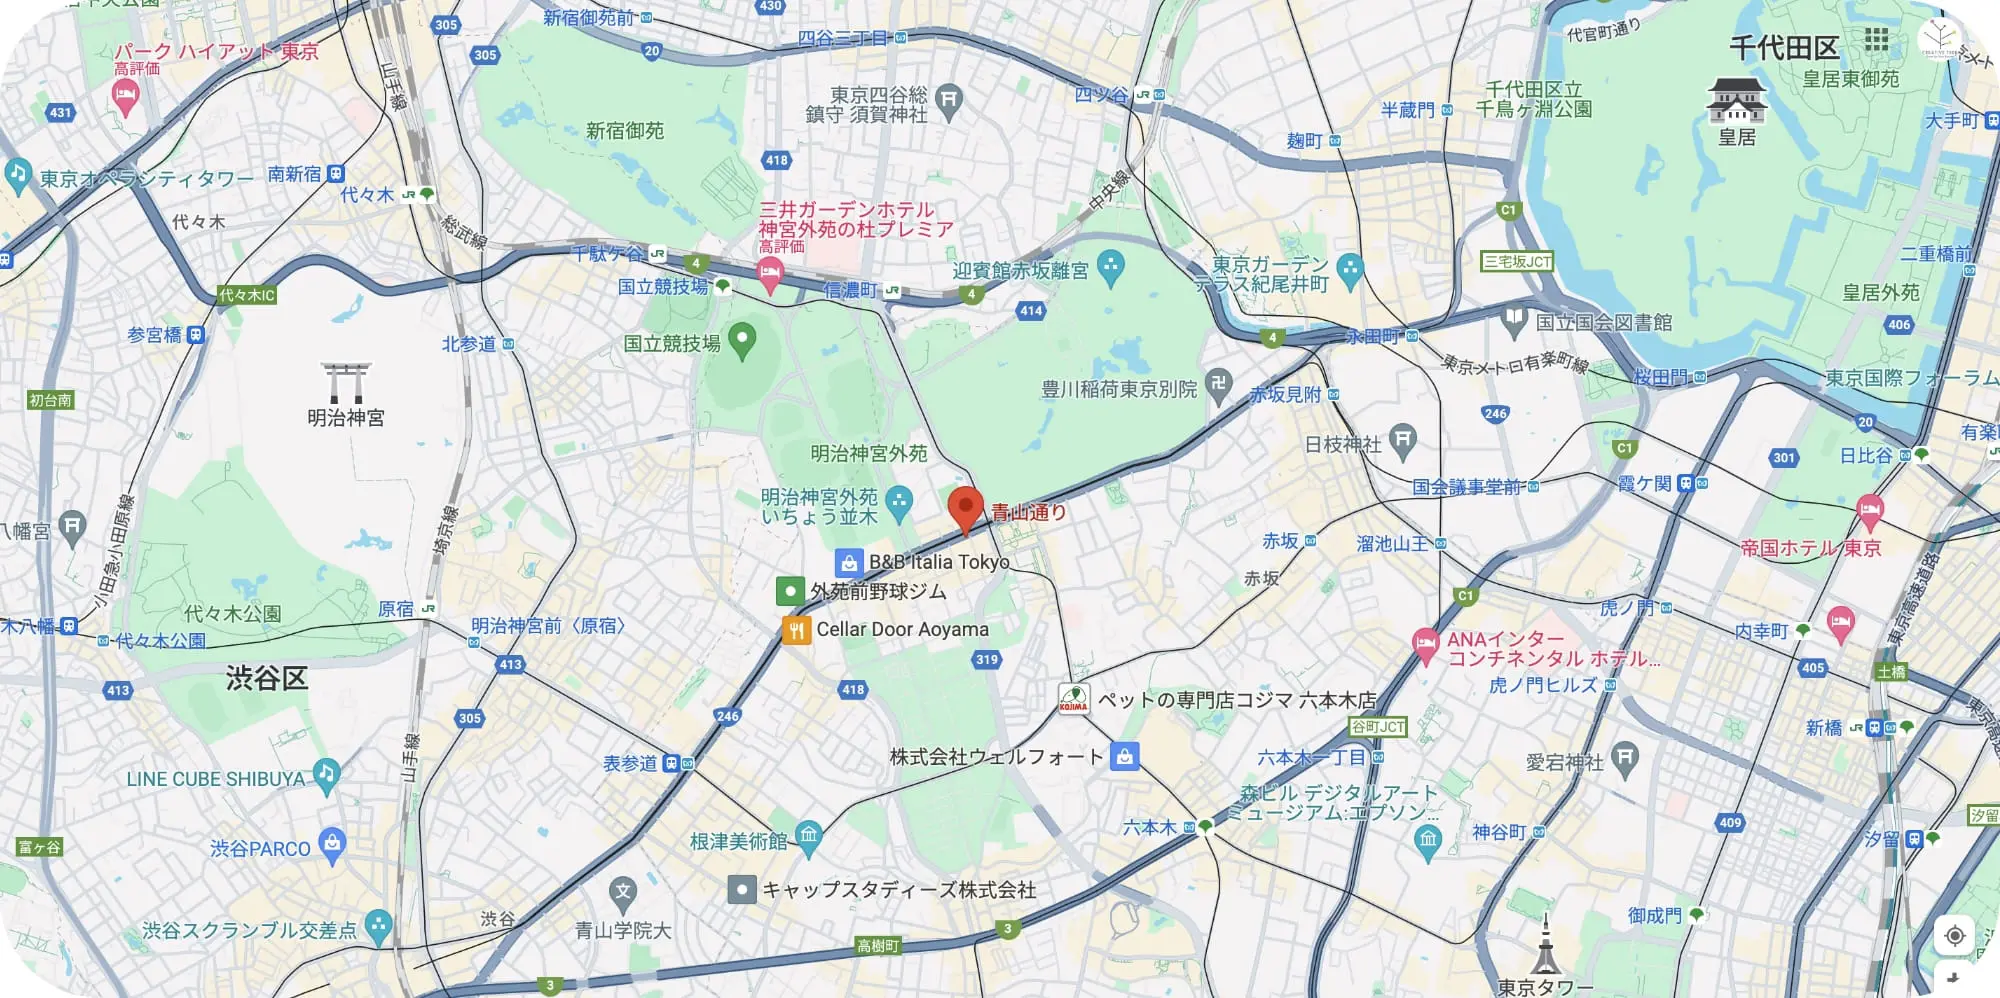 305
430
新宿御苑前
20
四谷三丁目
千代田区
代官町通り
皇居東御苑
パーク ハイアット 東京
高評価
305
山手線
431
東京四谷総
鎮守 須賀神社
四ツ谷
JR
千代田区立
千鳥ヶ淵公園
半蔵門
皇居
大手町
新宿御苑
麹町
418
東京オペラシティタワー
南新宿
代々木
JR
代々木
中央線
総武線
C1
三井ガーデンホテル
神宮外苑の杜プレミア
高評価
千駄ケ谷
JR
4
国立競技場
信濃町
JR
4
迎賓館赤坂離宮
414
東京ガーデン
テラス紀尾井町
三宅坂JCT
二重橋前
皇居外苑
406
代々木IC
参宮橋
北参道
国立競技場
4
永田町
国立国会図書館
東京メトロ有楽町線
桜田門
東京国際フォーラム
明治神宮
初台南
豊川稲荷東京別院
赤坂見附
246
20
有楽
日枝神社
C1
301
日比谷
明治神宮外苑
明治神宮外苑
いちょう並木
青山通り
国会議事堂前
霞ケ関
帝国ホテル 東京
八幡宮
小田急小田原線
埼京線
赤坂
溜池山王
赤坂
B&B Italia Tokyo
外苑前野球ジム
Cellar Door Aoyama
C1
虎ノ門
東京高速道路
内幸町
代々木公園
原宿
JR
明治神宮前〈原宿〉
木八幡
代々木公園
413
319
ANAインター
コンチネンタル ホテル...
405
土橋
渋谷区
413
305
418
246
KOJIMA
ペットの専門店コジマ 六本木店
虎ノ門ヒルズ
谷町JCT
新橋
JR
山手線
表参道
株式会社ウェルフォート
六本木一丁目
愛宕神社
LINE CUBE SHIBUYA
森ビル デジタルアート
ミュージアム:エプソン...
六本木
神谷町
409
汐留
汐留
富ヶ谷
渋谷PARCO
根津美術館
キャップスタディーズ株式会社
渋谷スクランブル交差点
渋谷
青山学院大
高樹町
3
御成門
3
東京タワー